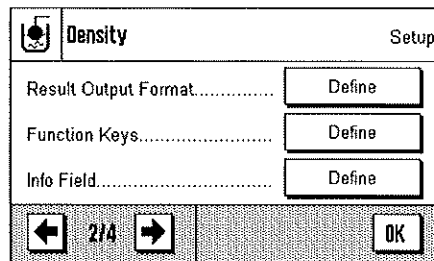 Density Setup
Result Output Format............... Define
Function Keys......................... Define
Info Field................................. Define
2/4 OK